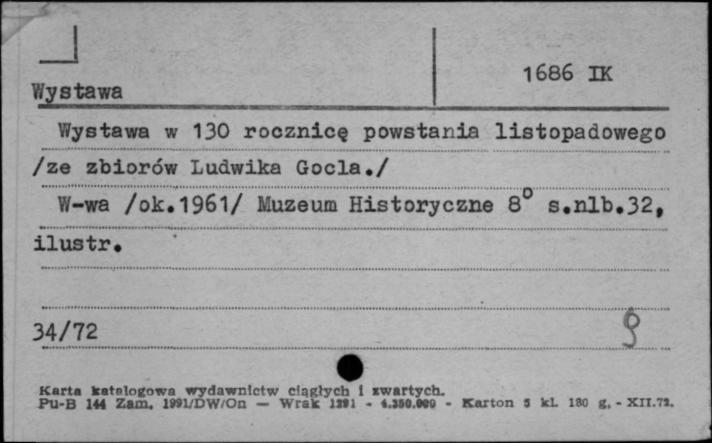 1686 IK
Wystawa
Wystawa w 130 rocznicę powstania listopadowego
/ze zbiorów Ludwika Gocla./
W-wa /ok.1961/ Muzeum Historyczne 8° s.nlb.32,
ilustr.
34/72
Karta katalogowa wydawnictw ciągłych i zwartych.
Pu-B 144 Zam. 1991/DW/On — Wrak 1291 - 4.350.000 - Karton 5 kl. 180 g. - XII.72.